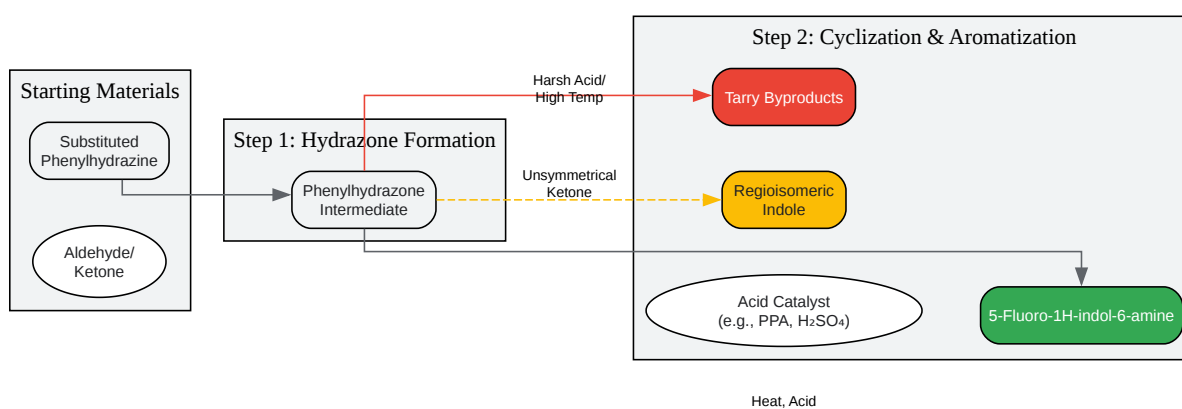 Starting Materials
Substituted
Phenylhydrazine
Aldehyde/
Ketone
Step 1: Hydrazone Formation
Phenylhydrazone
Intermediate
Harsh Acid/
High Temp
Unsymmetrical
Ketone
Step 2: Cyclization & Aromatization
Tarry Byproducts
Regioisomeric
Indole
Acid Catalyst
(e.g., PPA, H₂SO₄)
5-Fluoro-1H-indol-6-amine
Heat, Acid